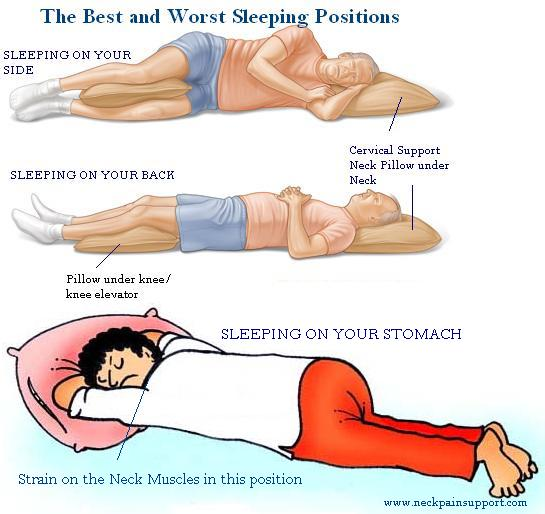 The Best and Worst Sleeping Positions
SLEEPING ON YOUR
SIDE
Cervical Support
Neck Pillow under
Neck
SLEEPING ON YOUR BACK
Pillow under knee/
knee elevator
SLEEPING ON YOUR STOMACH
Strain on the Neck Muscles in this position
www.neckpainsupport.com